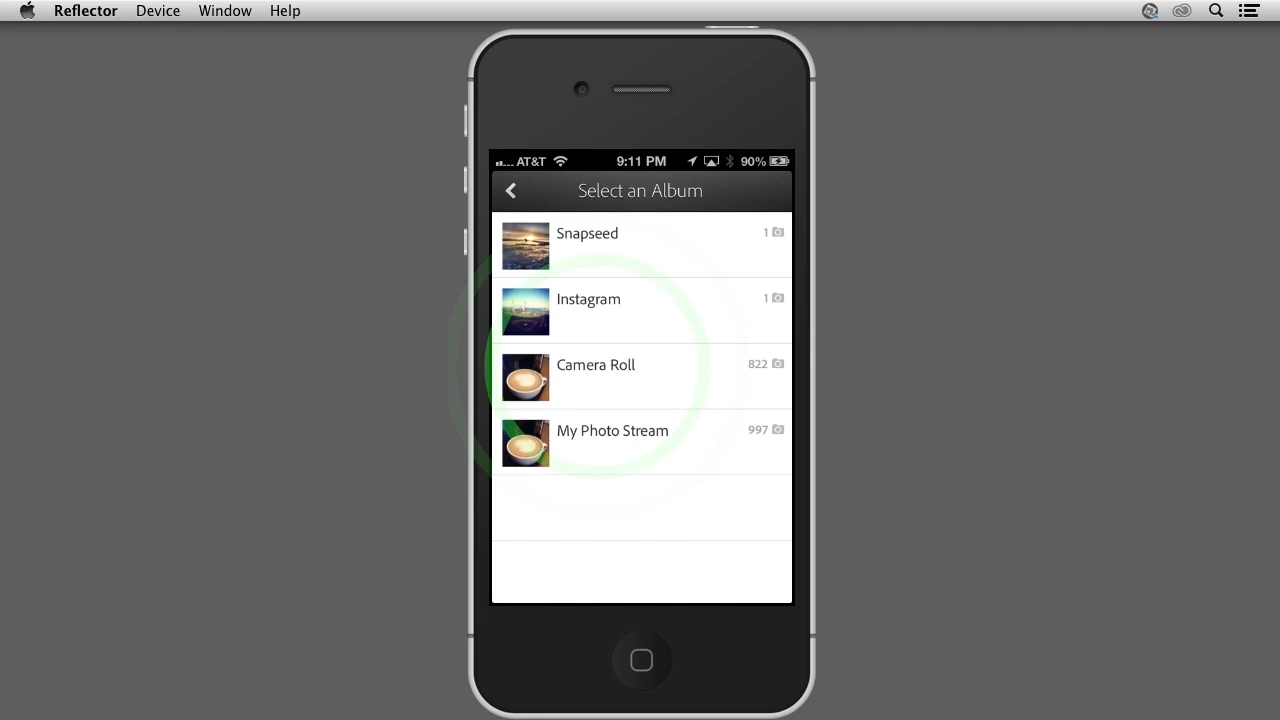 Reflector Device Window Help
AT&T 9:11 PM 90%
Select an Album
Snapseed 1
Instagram 1
Camera Roll 822
My Photo Stream 997